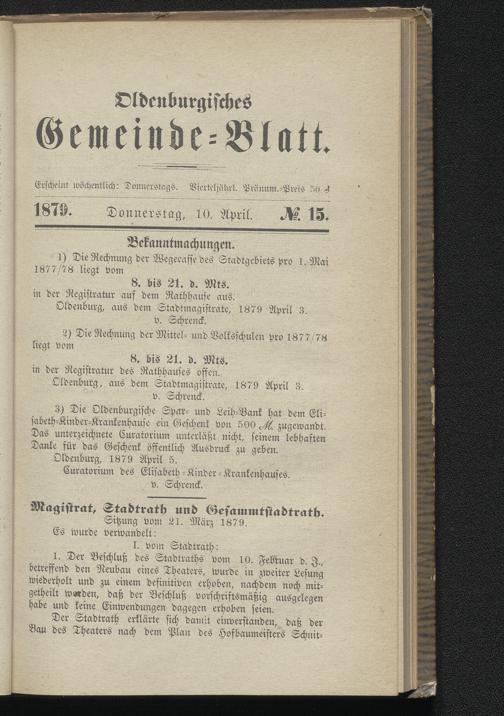 Oldenburgisches
Gemeinde-Blatt.
Erscheint wöchentlich: Donnerstags. Vierteljährl. Pränum.-Preis 50 ₰
1879. Donnerstag, 10. April. №. 15.
Bekanntmachungen.
1) Die Rechnung der Wegecasse des Stadtgebiets pro 1. Mai
1877/78 liegt vom
8. bis 21. d. Mts.
in der Registratur auf dem Rathhause aus.
Oldenburg, aus dem Stadtmagistrate, 1879 April 3.
v. Schrenck.
2) Die Rechnung der Mittel- und Volksschulen pro 1877/78
liegt vom
8. bis 21. d. Mts.
in der Registratur des Rathhauses offen.
Oldenburg, aus dem Stadtmagistrate, 1879 April 3.
v. Schrenck.
3) Die Oldenburgische Spar- und Leih-Bank hat dem Eli-
sabeth-Kinder-Krankenhause ein Geschenk von 500 ℳ. zugewandt.
Das unterzeichnete Curatorium unterläßt nicht, seinem lebhaften
Danke für das Geschenk öffentlich Ausdruck zu geben.
Oldenburg, 1879 April 5.
Curatorium des Elisabeth-Kinder-Krankenhauses.
v. Schrenck.
Magistrat, Stadtrath und Gesammtstadtrath.
Sitzung vom 21. März 1879.
Es wurde verwandelt:
I. vom Stadtrath:
1. Der Beschluß des Stadtraths vom 10. Februar d. J.,
betreffend den Neubau eines Theaters, wurde in zweiter Lesung
wiederholt und zu einem definitiven erhoben, nachdem noch mit-
getheilt worden, daß der Beschluß vorschriftsmäßig ausgelegen
habe und keine Einwendungen dagegen erhoben seien.
Der Stadtrath erklärte sich damit einverstanden, daß der
Bau des Theaters nach dem Plan des Hofbaumeisters Schnit-